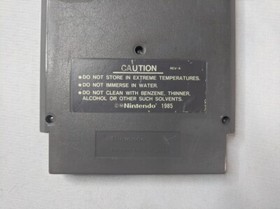 CAUTION REV-A
●DO NOT STORE IN EXTREME TEMPERATURES.
●DO NOT IMMERSE IN WATER.
●DO NOT CLEAN WITH BENZENE, THINNER,
ALCOHOL OR OTHER SUCH SOLVENTS.
Nintendo 1985